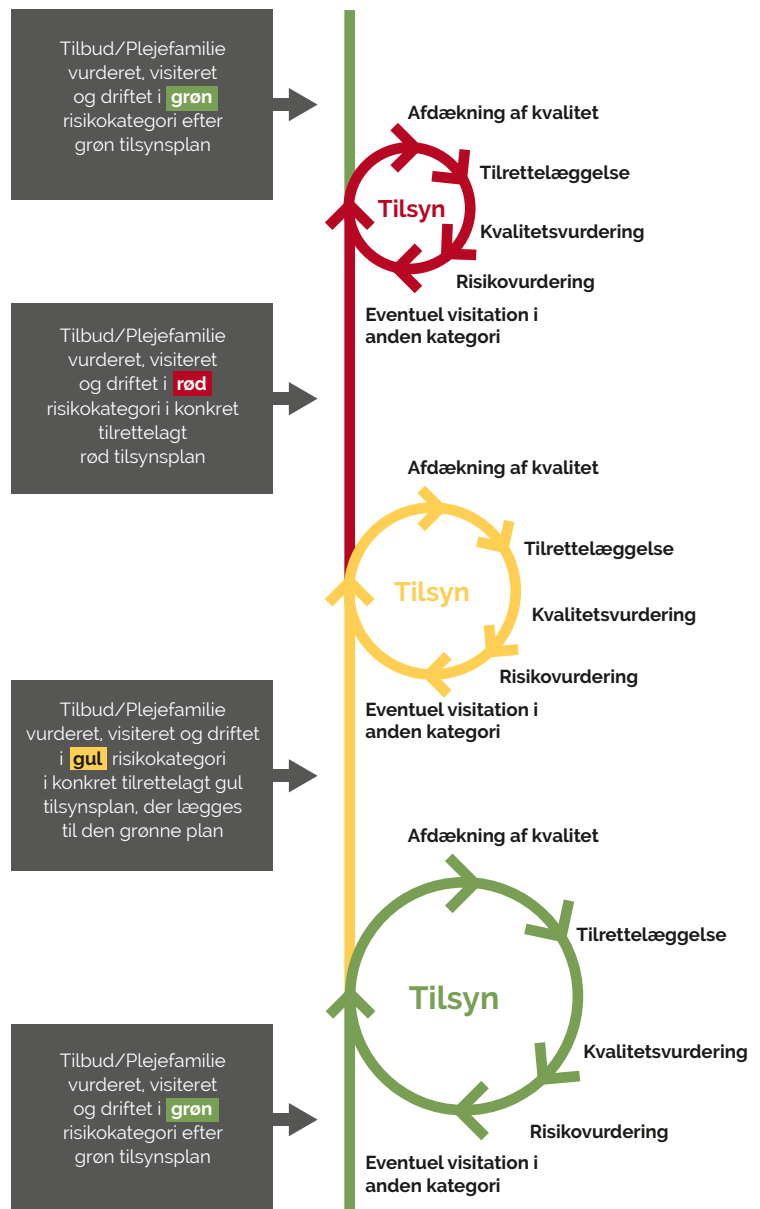 Tilbud/Plejefamilie
vurderet, visiteret
og driftet i grøn
risikokategori efter
grøn tilsynsplan
Afdækning af kvalitet
Tilrettelæggelse
Tilsyn
Kvalitetsvurdering
Risikovurdering
Eventuel visitation i
anden kategori
Tilbud/Plejefamilie
vurderet, visiteret
og driftet i rød
risikokategori i konkret
tilrettelagt
rød tilsynsplan
Afdækning af kvalitet
Tilrettelæggelse
Tilsyn
Kvalitetsvurdering
Risikovurdering
Eventuel visitation i
anden kategori
Tilbud/Plejefamilie
vurderet, visiteret og driftet
i gul risikokategori
i konkret tilrettelagt gul
tilsynsplan, der lægges
til den grønne plan
Afdækning af kvalitet
Tilrettelæggelse
Tilsyn
Kvalitetsvurdering
Risikovurdering
Eventuel visitation i
anden kategori
Tilbud/Plejefamilie
vurderet, visiteret
og driftet i grøn
risikokategori efter
grøn tilsynsplan